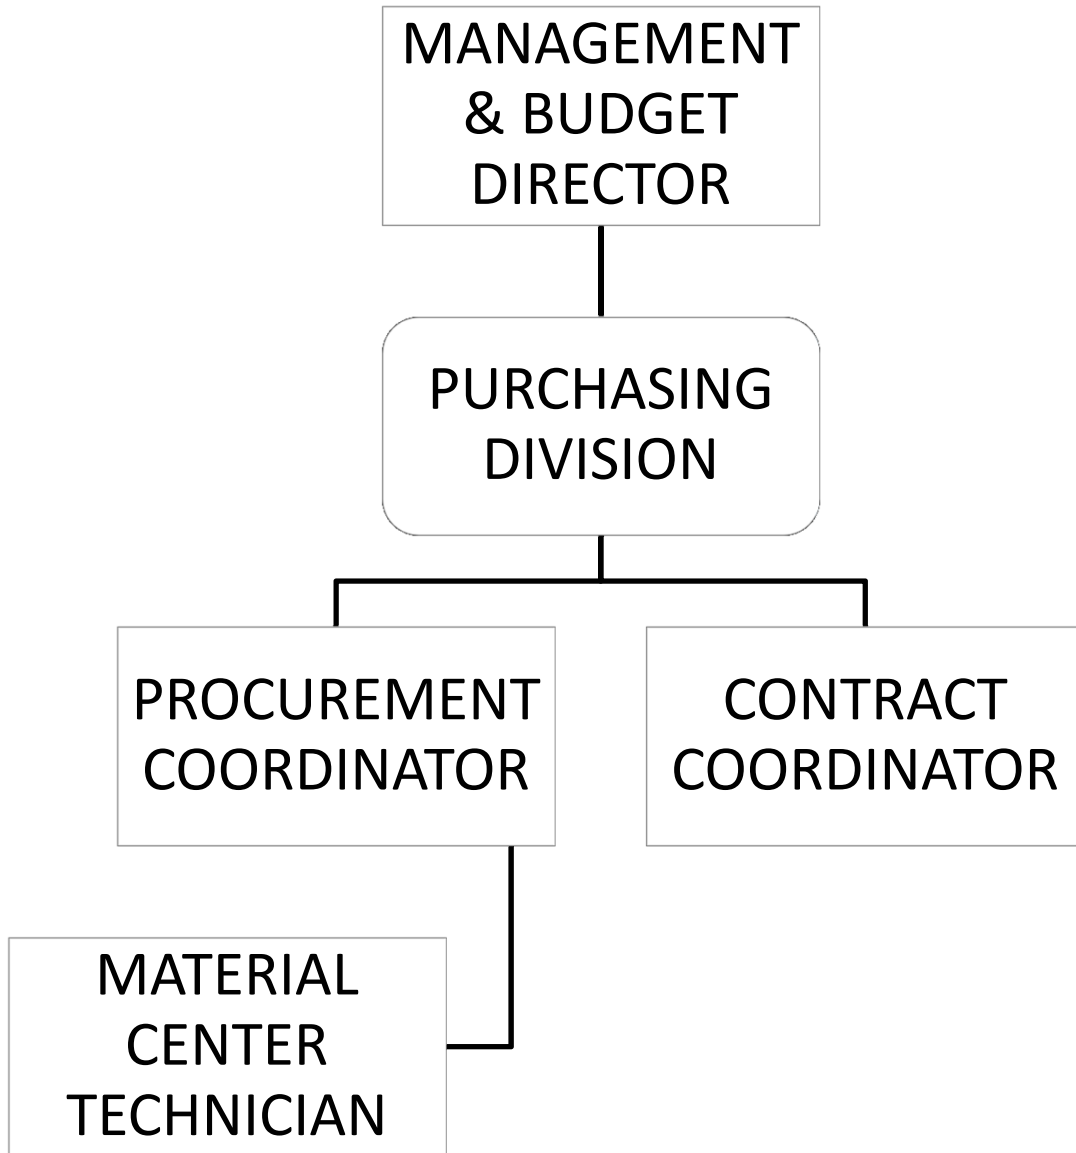 MANAGEMENT
& BUDGET
DIRECTOR
PURCHASING
DIVISION
PROCUREMENT
COORDINATOR
CONTRACT
COORDINATOR
MATERIAL
CENTER
TECHNICIAN